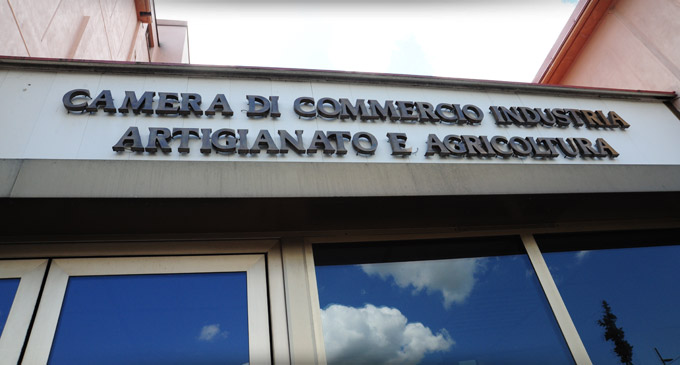 CAMERA DI COMMERCIO INDUSTRIA
ARTIGIANATO E AGRICOLTURA